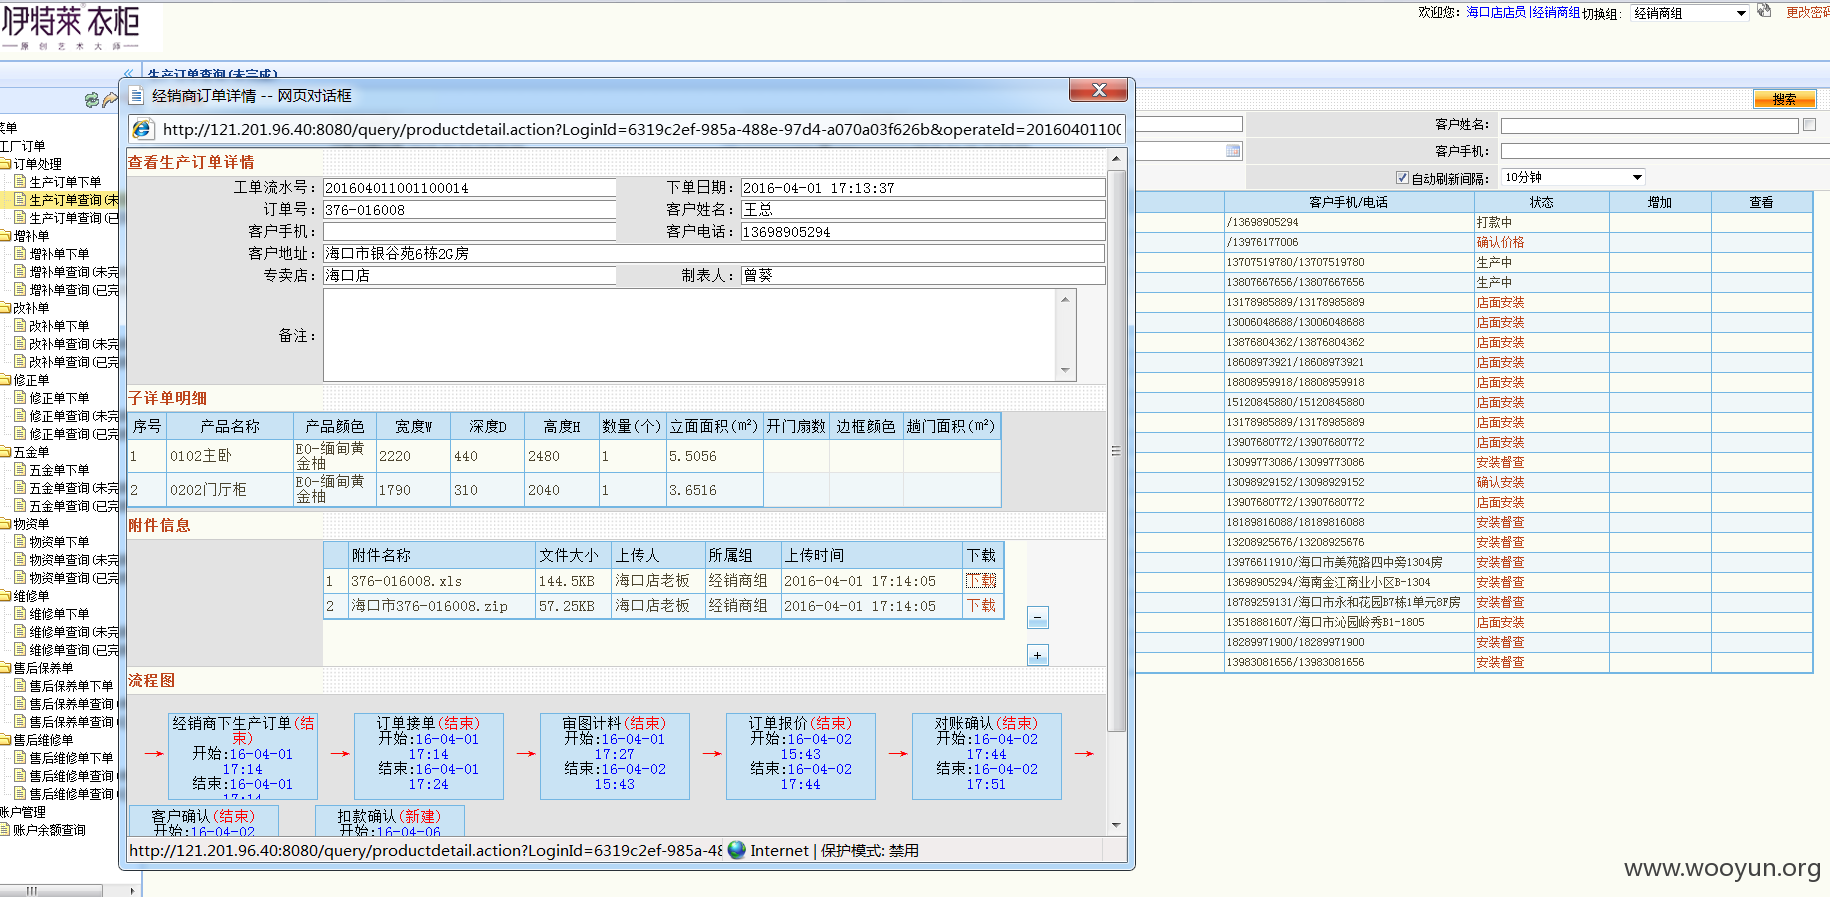 伊特莱®衣柜
原创艺术大师
欢迎您: 海口店店员|经销商组 切换组: 经销商组 更改密码
生产订单查询(未完成)
搜索
客户姓名:
客户手机:
自动刷新间隔: 10分钟
菜单
工厂订单
订单处理
生产订单下单
生产订单查询(未
生产订单查询(已
增补单
增补单下单
增补单查询(未完
增补单查询(已完
改补单
改补单下单
改补单查询(未完
改补单查询(已完
修正单
修正单下单
修正单查询(未完
修正单查询(已完
五金单
五金单下单
五金单查询(未完
五金单查询(已完
物资单
物资单下单
物资单查询(未完
物资单查询(已完
维修单
维修单下单
维修单查询(未完
维修单查询(已完
售后保养单
售后保养单下单
售后保养单查询
售后保养单查询
售后维修单
售后维修单下单
售后维修单查询
售后维修单查询
账户管理
账户余额查询
经销商订单详情 -- 网页对话框
http://121.201.96.40:8080/query/productdetail.action?LoginId=6319c2ef-985a-488e-97d4-a070a03f626b&operateId=201604011001
查看生产订单详情
工单流水号: 201604011001100014 下单日期: 2016-04-01 17:13:37
订单号: 376-016008 客户姓名: 王总
客户手机: 客户电话: 13698905294
客户地址: 海口市银谷苑6栋2G房
专卖店: 海口店 制表人: 曾葵
备注:
子详单明细
序号 产品名称 产品颜色 宽度W 深度D 高度H 数量(个) 立面面积(m²) 开门扇数 边框颜色 趟门面积(m²)
1 0102主卧 E0-缅甸黄金柚 2220 440 2480 1 5.5056
2 0202门厅柜 E0-缅甸黄金柚 1790 310 2040 1 3.6516
附件信息
附件名称 文件大小 上传人 所属组 上传时间 下载
1 376-016008.xls 144.5KB 海口店老板 经销商组 2016-04-01 17:14:05 下载
2 海口市376-016008.zip 57.25KB 海口店老板 经销商组 2016-04-01 17:14:05 下载
流程图
经销商下生产订单(结束)
开始:16-04-01 17:14
结束:16-04-01 17:14
订单接单(结束)
开始:16-04-01 17:14
结束:16-04-01 17:24
审图计料(结束)
开始:16-04-01 17:27
结束:16-04-02 15:43
订单报价(结束)
开始:16-04-02 15:43
结束:16-04-02 17:44
对账确认(结束)
开始:16-04-02 17:44
结束:16-04-02 17:51
客户确认(结束)
开始:16-04-02
扣款确认(新建)
开始:16-04-06
http://121.201.96.40:8080/query/productdetail.action?LoginId=6319c2ef-985a-48 Internet | 保护模式: 禁用
客户手机/电话 状态 增加 查看
/13698905294 打款中
/13976177006 确认价格
13707519780/13707519780 生产中
13807667656/13807667656 生产中
13178985889/13178985889 店面安装
13006048688/13006048688 店面安装
13876804362/13876804362 店面安装
18608973921/18608973921 店面安装
18808959918/18808959918 店面安装
15120845880/15120845880 店面安装
13178985889/13178985889 店面安装
13907680772/13907680772 店面安装
13099773086/13099773086 安装督查
13098929152/13098929152 确认安装
13907680772/13907680772 店面安装
18189816088/18189816088 安装督查
13208925676/13208925676 安装督查
13976611910/海口市美苑路四中旁1304房 安装督查
13698905294/海南金江商业小区B-1304 安装督查
18789259131/海口市永和花园B7栋1单元8F房 安装督查
13518881607/海口市沁园岭秀B1-1805 店面安装
18289971900/18289971900 安装督查
13983081656/13983081656 安装督查
www.wooyun.org